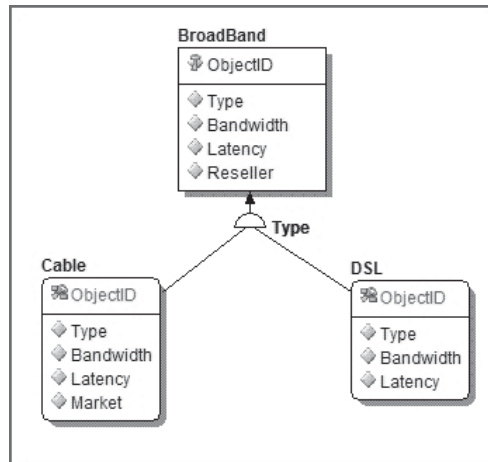 BroadBand
ObjectID
Type
Bandwidth
Latency
Reseller
Type
Cable
ObjectID
Type
Bandwidth
Latency
Market
DSL
ObjectID
Type
Bandwidth
Latency